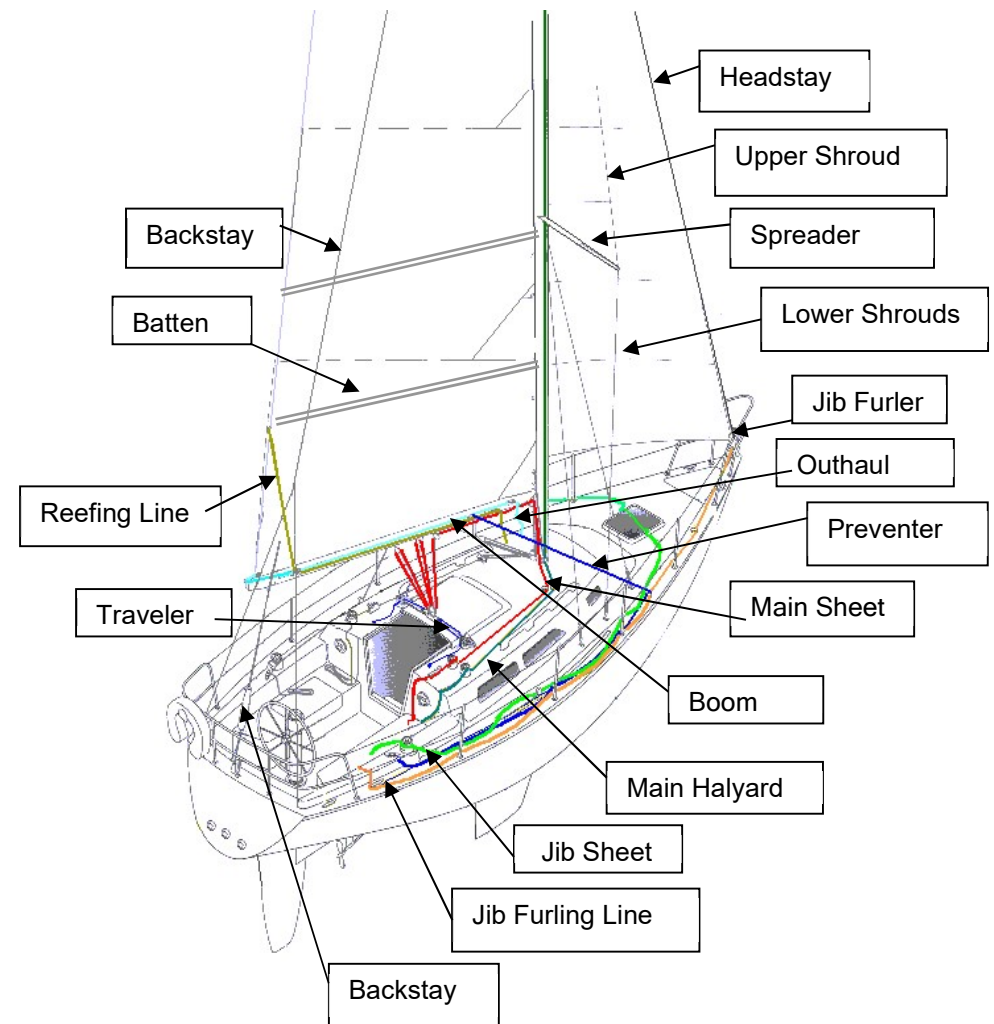 Headstay
Upper Shroud
Backstay
Spreader
Batten
Lower Shrouds
Jib Furler
Outhaul
Reefing Line
Preventer
Traveler
Main Sheet
Boom
Main Halyard
Jib Sheet
Jib Furling Line
Backstay